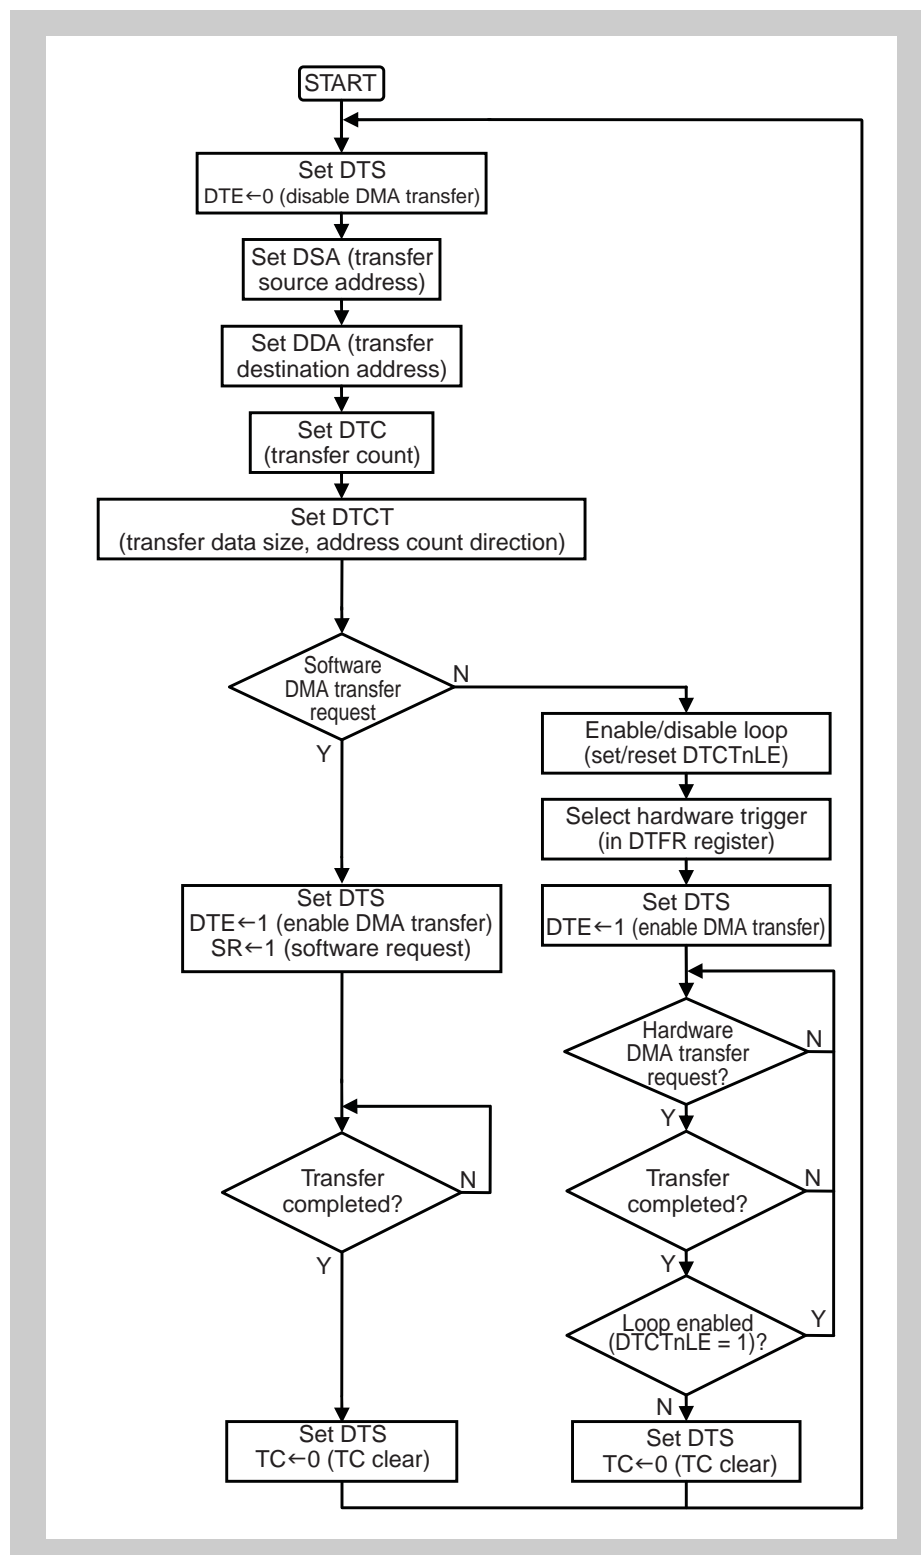 START
Set DTS
DTE←0 (disable DMA transfer)
Set DSA (transfer
source address)
Set DDA (transfer
destination address)
Set DTC
(transfer count)
Set DTCT
(transfer data size, address count direction)
Software
DMA transfer
request
N
Y
Enable/disable loop
(set/reset DTCTnLE)
Select hardware trigger
(in DTFR register)
Set DTS
DTE←1 (enable DMA transfer)
SR←1 (software request)
Set DTS
DTE←1 (enable DMA transfer)
Hardware
DMA transfer
request?
N
Y
Transfer
completed?
N
Y
Transfer
completed?
N
Y
Loop enabled
(DTCTnLE = 1)?
Y
N
Set DTS
TC←0 (TC clear)
Set DTS
TC←0 (TC clear)